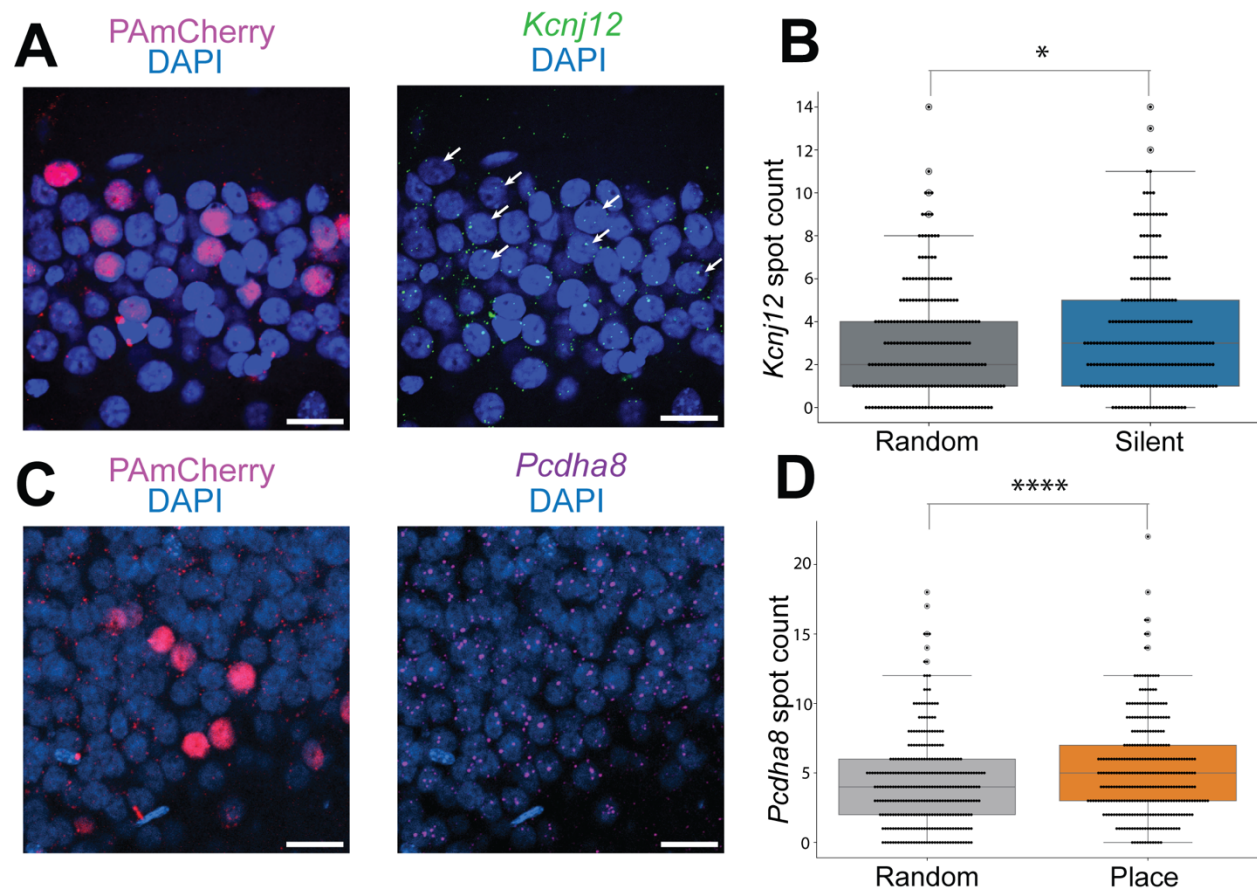 A
PAmCherry
DAPI
Kcnj12
DAPI
B
*
Kcnj12 spot count
14
12
10
8
6
4
2
0
Random
Silent
C
PAmCherry
DAPI
Pcdha8
DAPI
D
****
Pcdha8 spot count
20
15
10
5
0
Random
Place